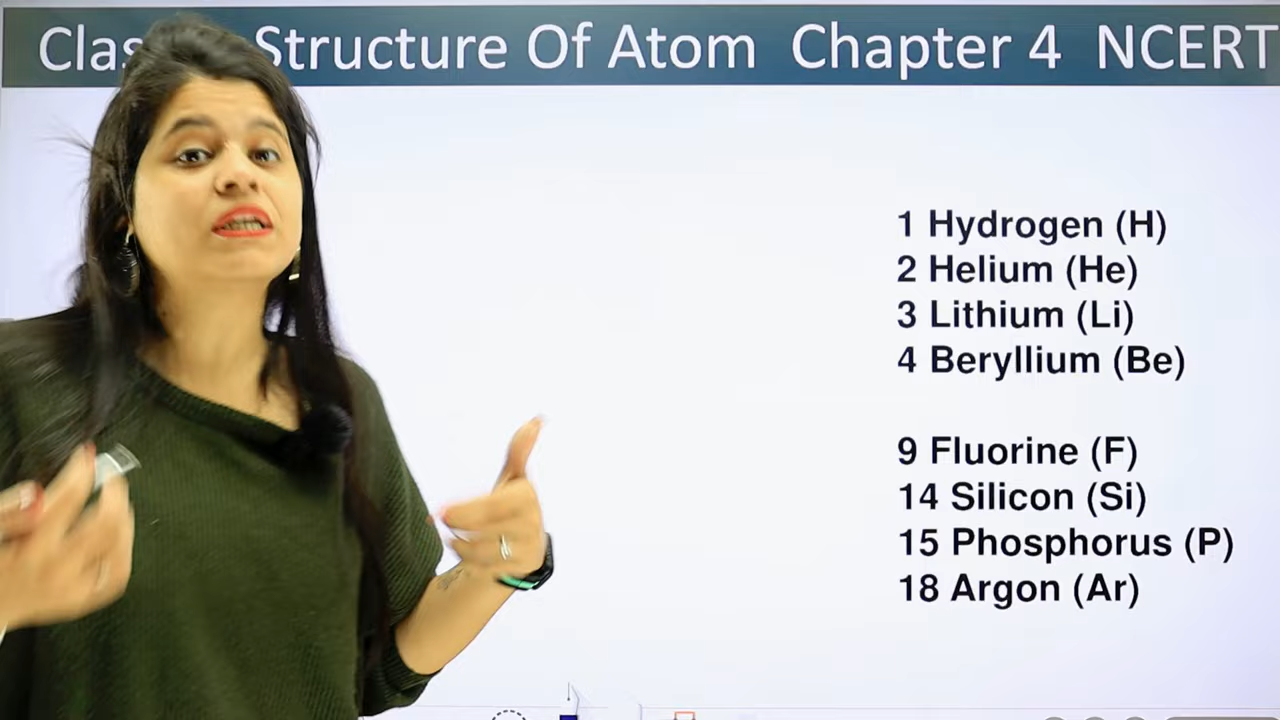 Clas Structure Of Atom Chapter 4 NCERT
1 Hydrogen (H)
2 Helium (He)
3 Lithium (Li)
4 Beryllium (Be)
9 Fluorine (F)
14 Silicon (Si)
15 Phosphorus (P)
18 Argon (Ar)